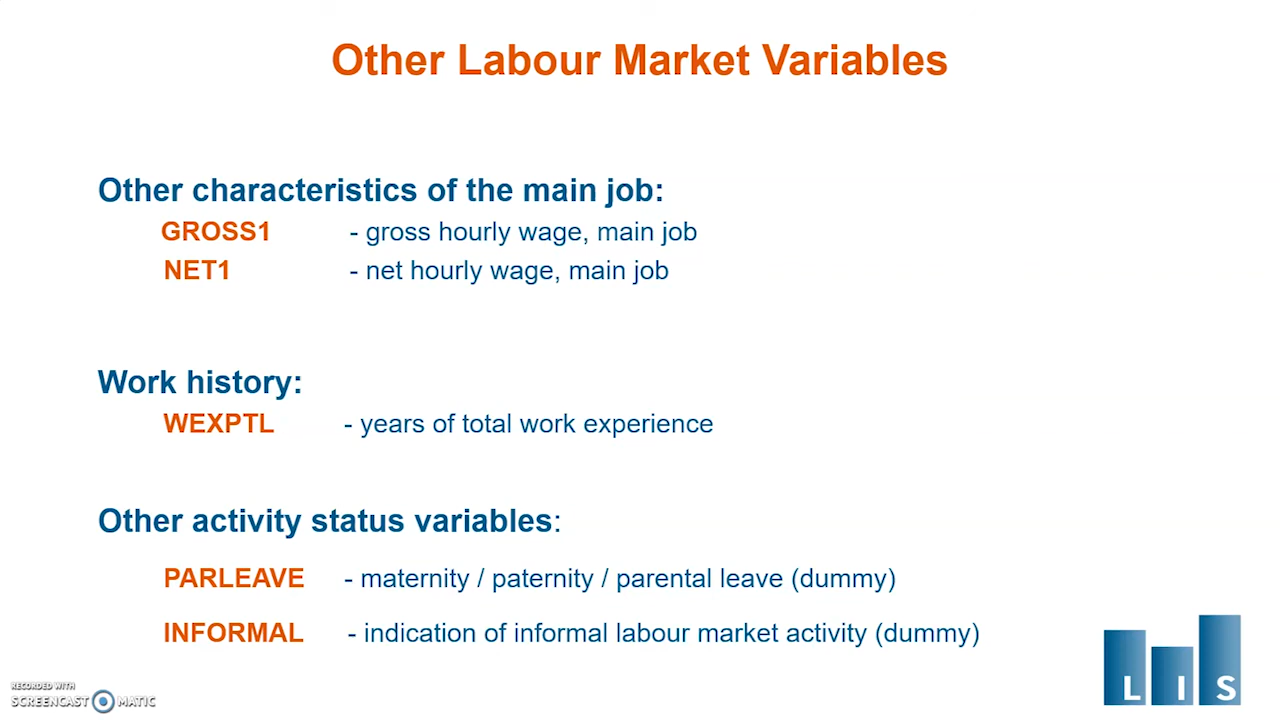 Other Labour Market Variables
Other characteristics of the main job:
GROSS1 - gross hourly wage, main job
NET1 - net hourly wage, main job
Work history:
WEXPTL - years of total work experience
Other activity status variables:
PARLEAVE - maternity / paternity / parental leave (dummy)
INFORMAL - indication of informal labour market activity (dummy)
LIS
RECORDED WITH
SCREENCAST MATIC